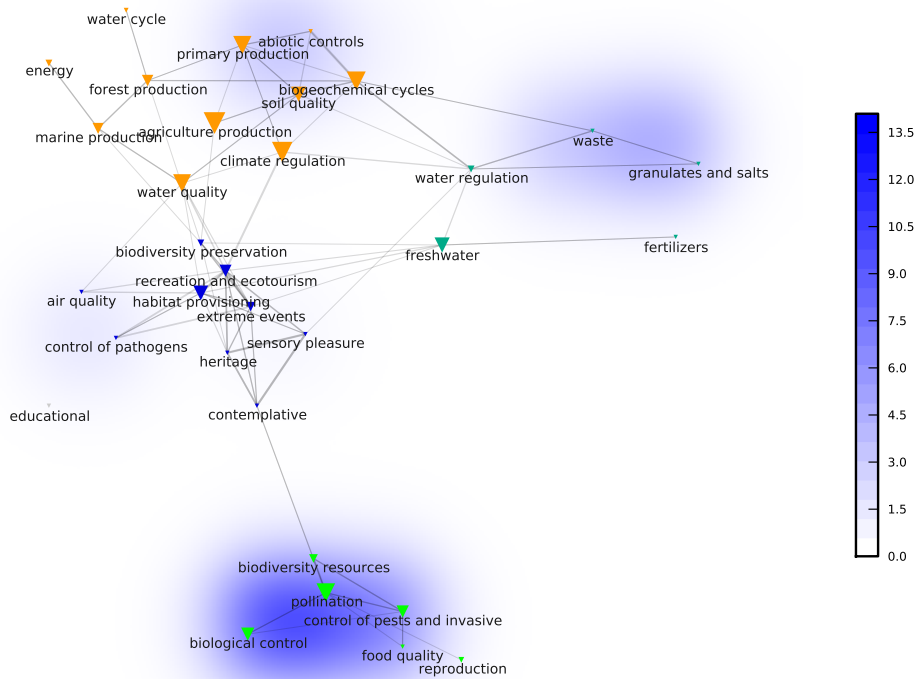 water cycle
abiotic controls
primary production
energy
forest production
biogeochemical cycles
soil quality
marine production
agriculture production
waste
climate regulation
granulates and salts
water regulation
water quality
biodiversity preservation
freshwater
fertilizers
recreation and ecotourism
air quality
habitat provisioning
extreme events
control of pathogens
sensory pleasure
heritage
educational
contemplative
biodiversity resources
pollination
control of pests and invasive
biological control
food quality
reproduction
13.5
12.0
10.5
9.0
7.5
6.0
4.5
3.0
1.5
0.0